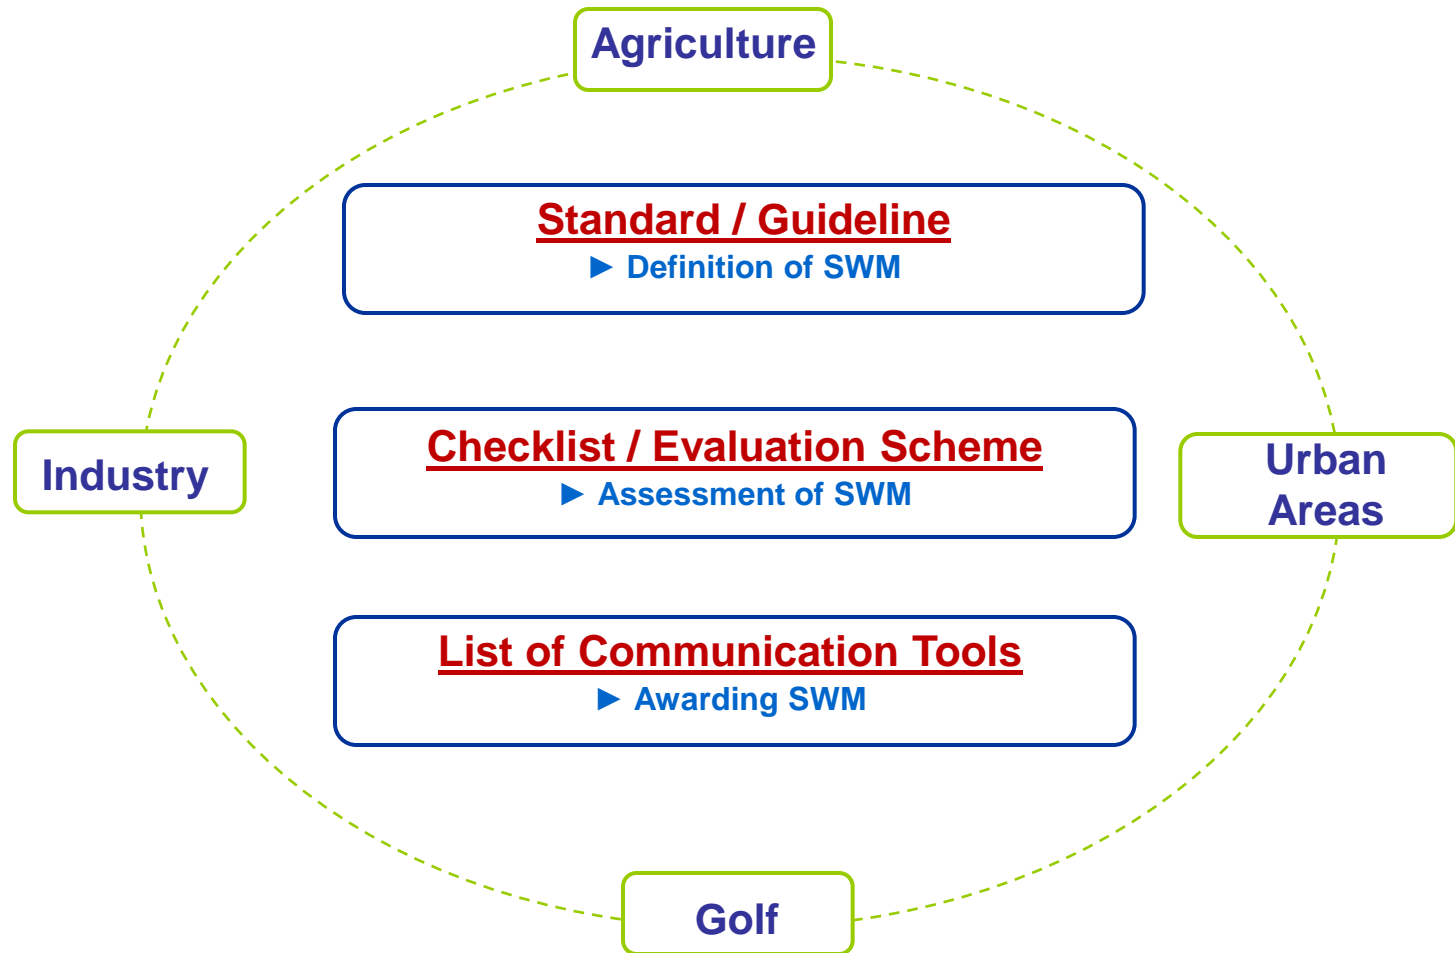 Agriculture
Standard / Guideline
► Definition of SWM
Checklist / Evaluation Scheme
► Assessment of SWM
Industry
Urban
Areas
List of Communication Tools
► Awarding SWM
Golf